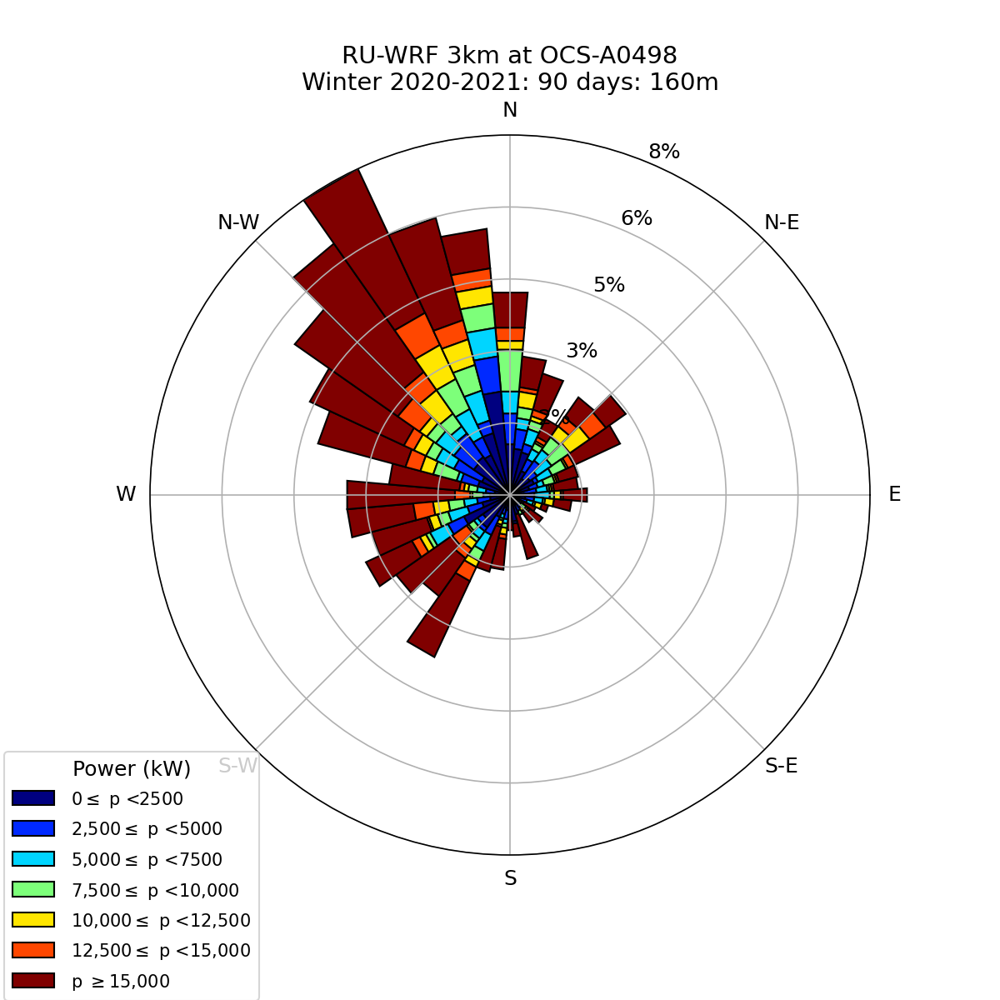 RU-WRF 3km at OCS-A0498
Winter 2020-2021: 90 days: 160m
N
8%
N-W
6%
N-E
5%
3%
2%
W
E
S-W
S-E
S
Power (kW)
0≤ p <2500
2,500≤ p <5000
5,000≤ p <7500
7,500≤ p <10,000
10,000≤ p <12,500
12,500≤ p <15,000
p ≥15,000